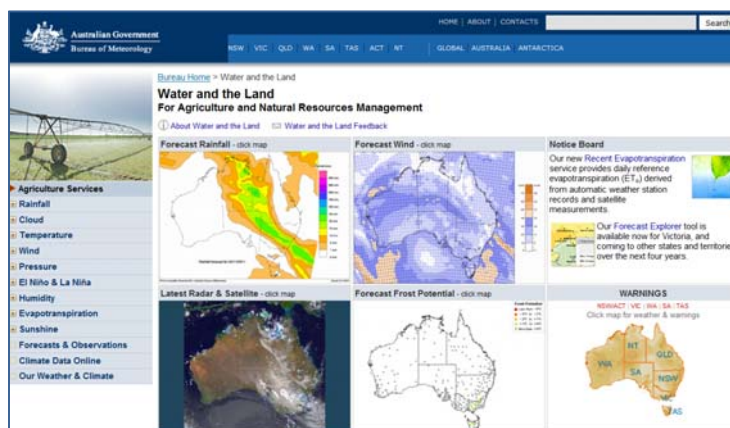 HOME | ABOUT | CONTACTS
Search
Australian Government
Bureau of Meteorology
NSW | VIC | QLD | WA | SA | TAS | ACT | NT | GLOBAL AUSTRALIA ANTARCTICA
Bureau Home > Water and the Land
Water and the Land
For Agriculture and Natural Resources Management
About Water and the Land
Water and the Land Feedback
Agriculture Services
Rainfall
Cloud
Temperature
Wind
Pressure
El Niño & La Niña
Humidity
Evapotranspiration
Sunshine
Forecasts & Observations
Climate Data Online
Our Weather & Climate
Forecast Rainfall - click map
Forecast Wind - click map
Notice Board
Our new Recent Evapotranspiration
service provides daily reference
evapotranspiration (ET₀) derived
from automatic weather station
records and satellite
measurements.
Our Forecast Explorer tool is
available now for Victoria, and
coming to other states and territorie
over the next four years.
Latest Radar & Satellite - click map
Forecast Frost Potential - click map
WARNINGS
NSW/ACT | VIC | WA | SA | TAS
Click map for weather & warnings
NT
QLD
WA
SA
NSW
VIC
TAS